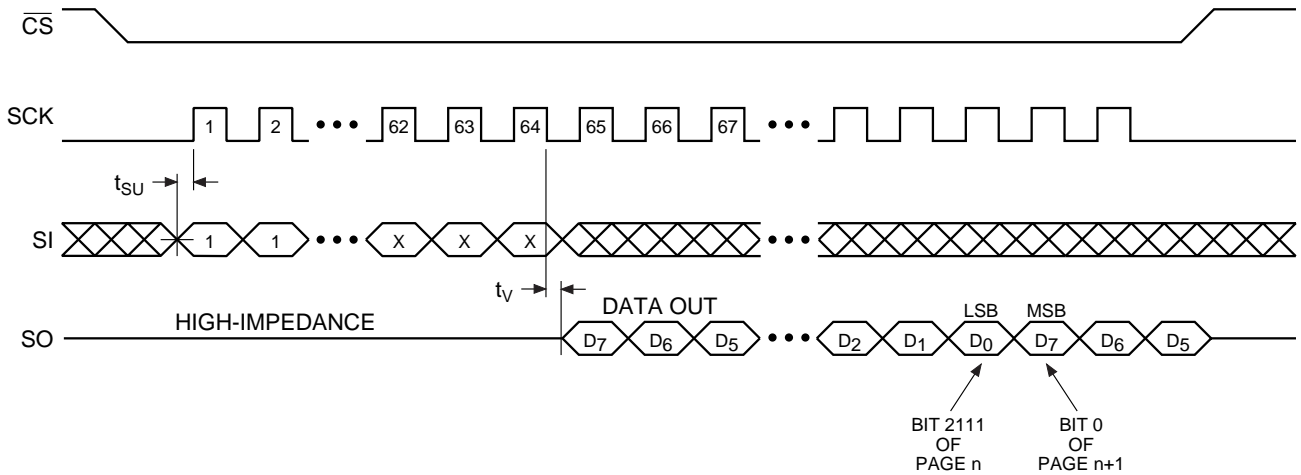 CS
SCK
1 2 ••• 62 63 64 65 66 67 •••
tSU
SI
1 1 ••• X X X •••
tV
DATA OUT
HIGH-IMPEDANCE
LSB MSB
SO
D7 D6 D5 ••• D2 D1 D0 D7 D6 D5
BIT 2111
OF
PAGE n
BIT 0
OF
PAGE n+1